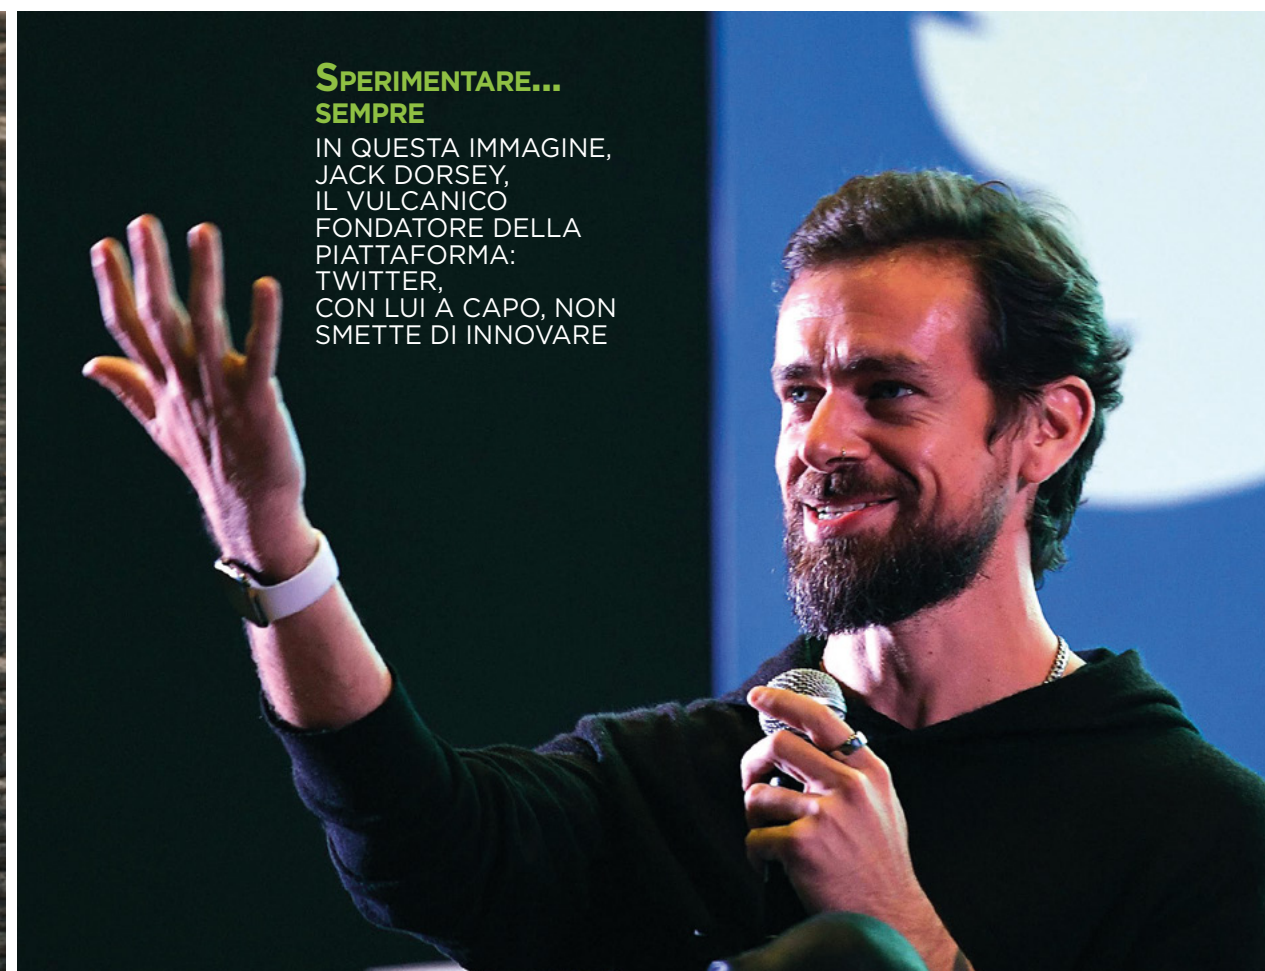 SPERIMENTARE...
SEMPRE
IN QUESTA IMMAGINE,
JACK DORSEY,
IL VULCANICO
FONDATORE DELLA
PIATTAFORMA:
TWITTER,
CON LUI A CAPO, NON
SMETTE DI INNOVARE